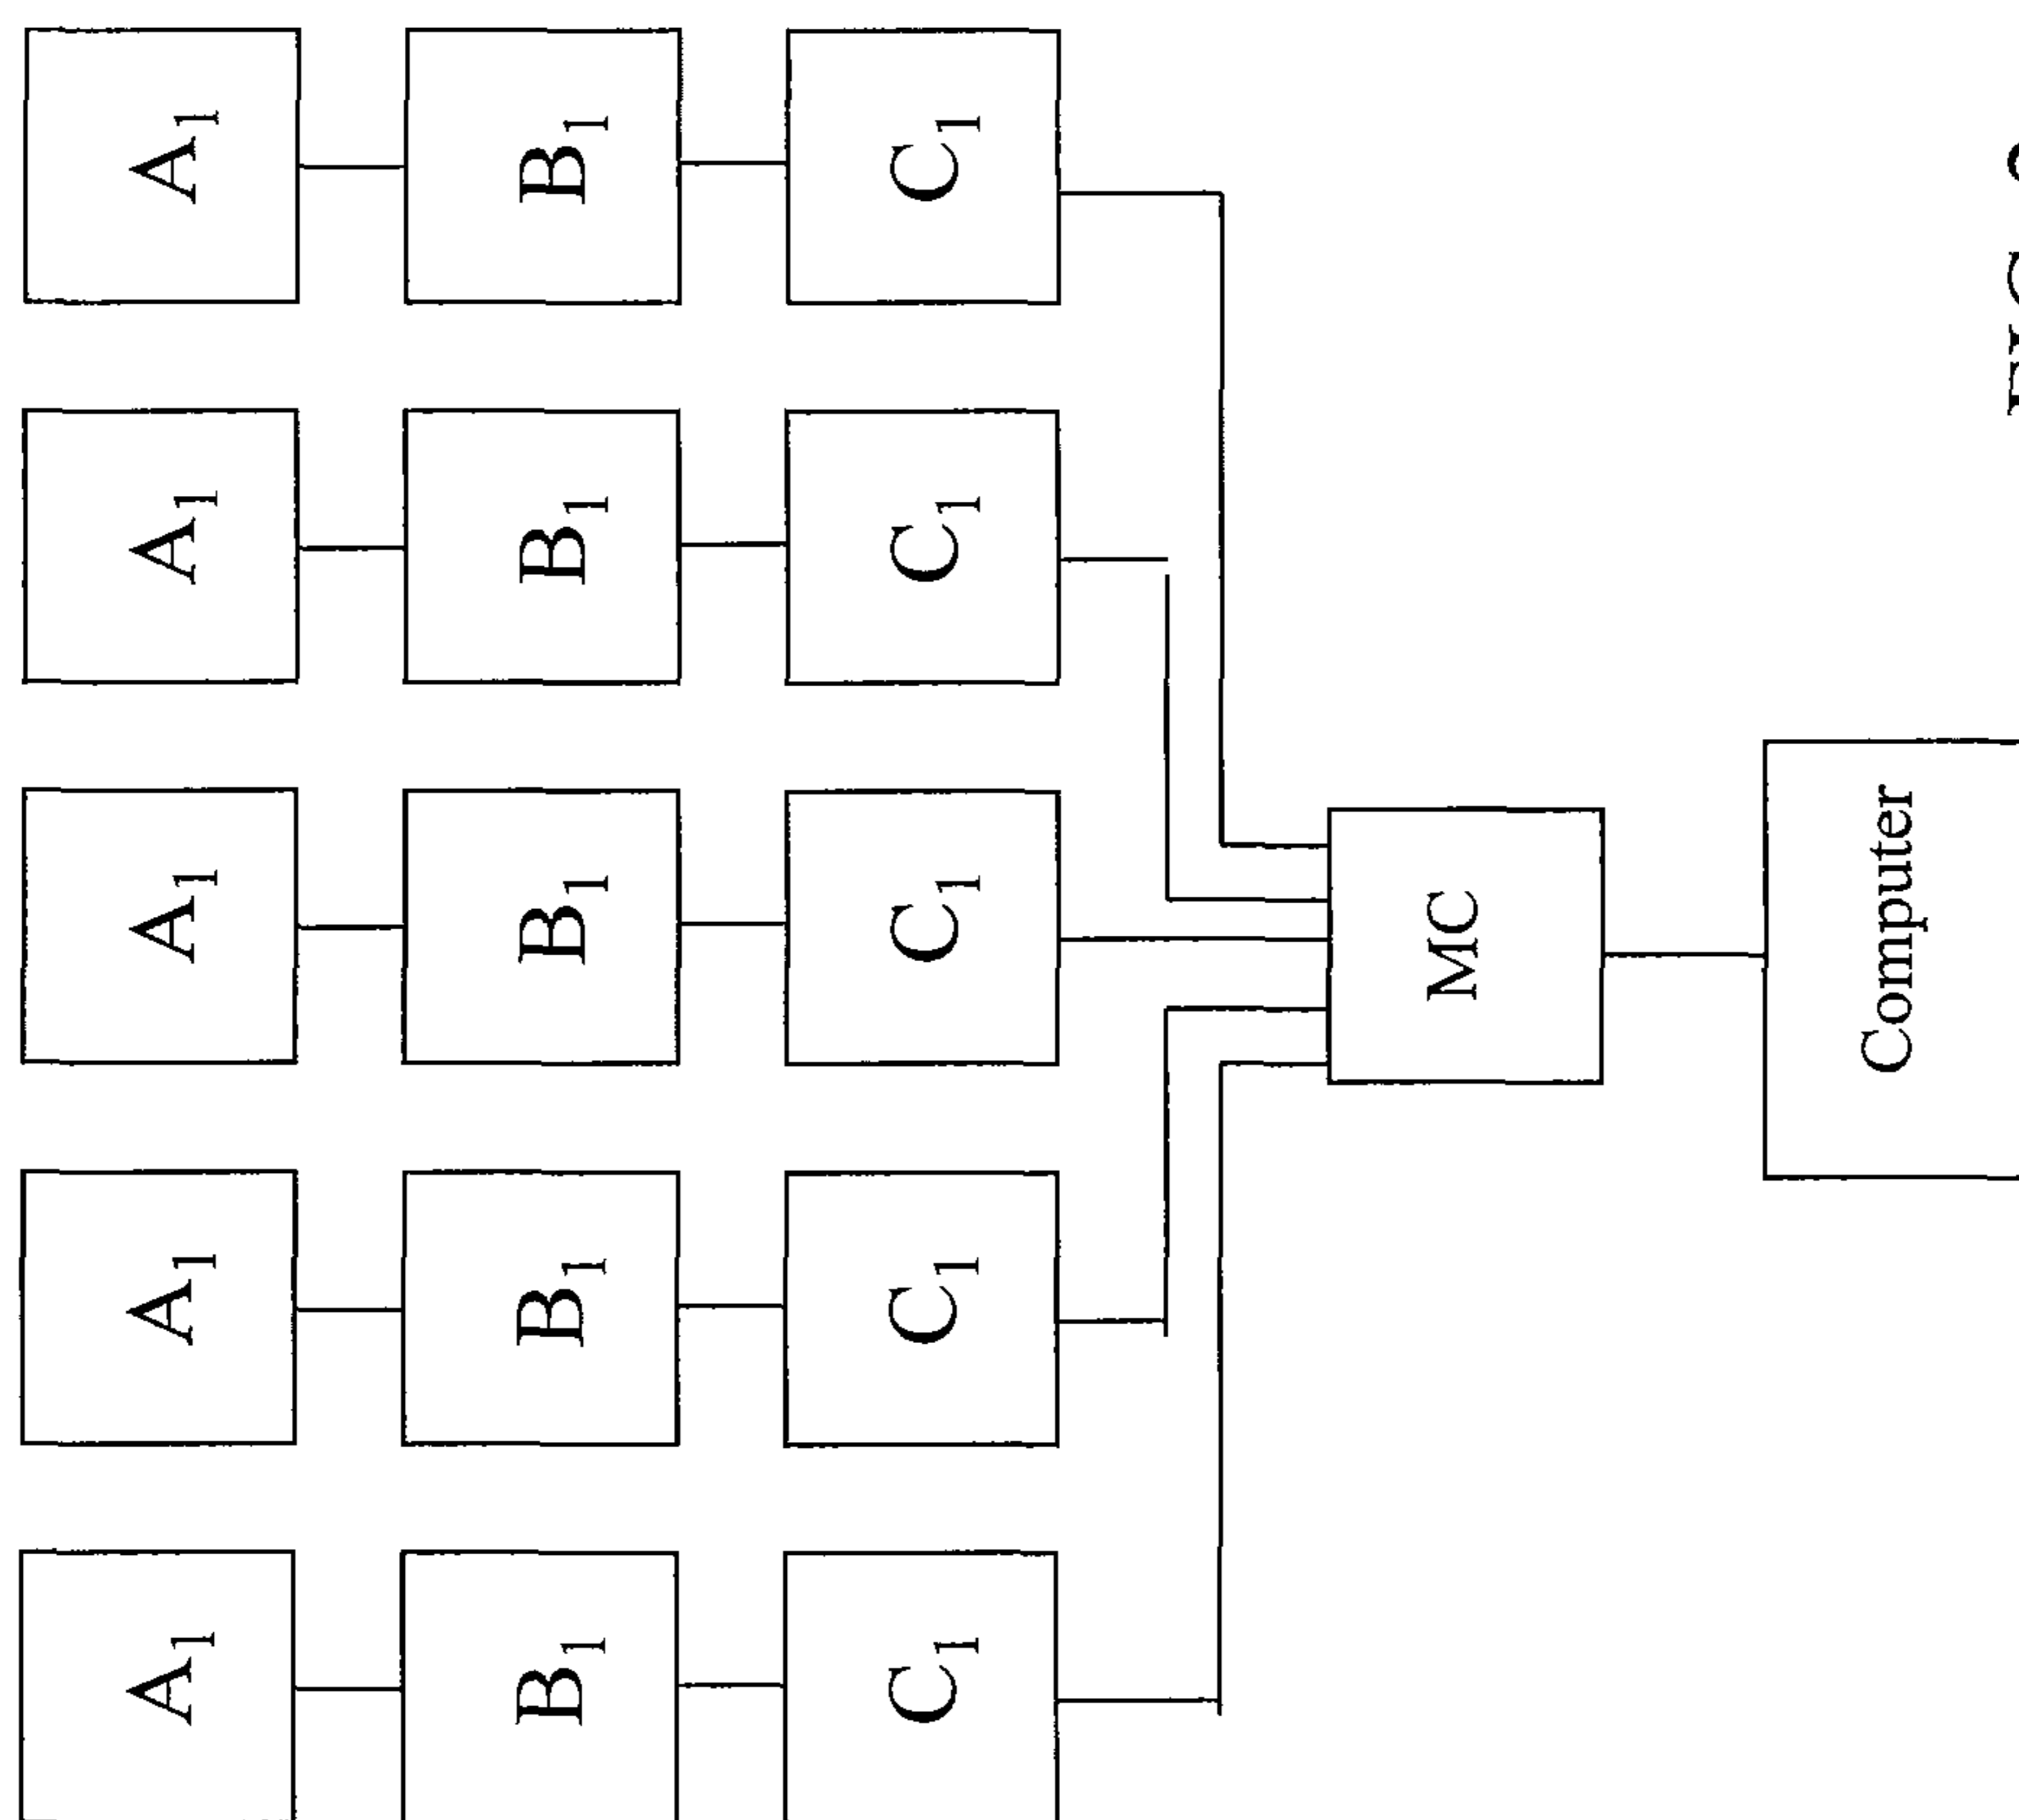 A₁ A₁ A₁ A₁ A₁
B₁ B₁ B₁ B₁ B₁
C₁ C₁ C₁ C₁ C₁
MC
Computer